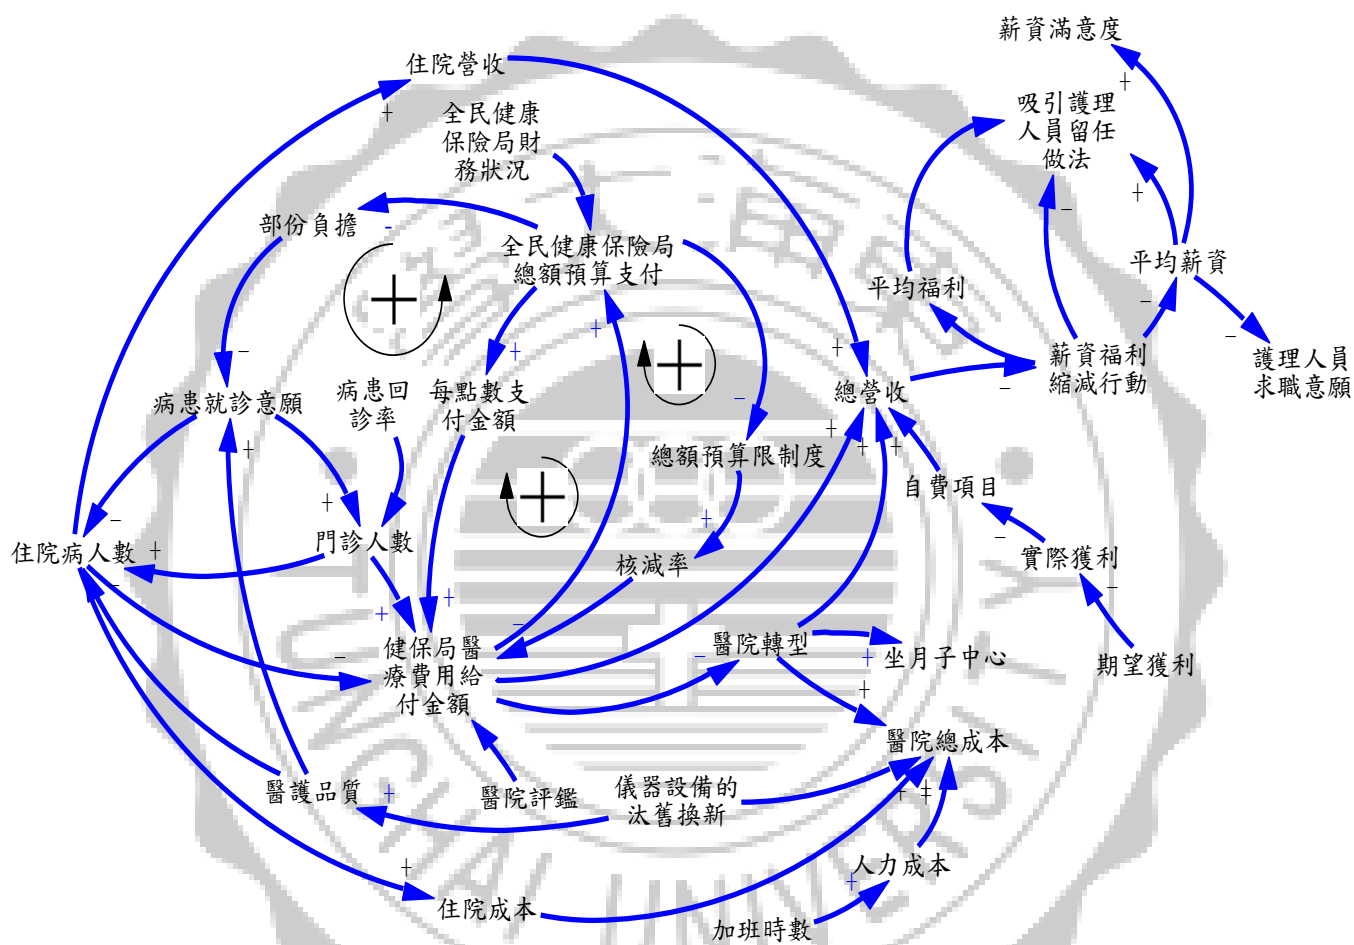 薪資滿意度
住院營收
全民健康
保險局財
務狀況
吸引護理
人員留任
做法
部份負擔
全民健康保險局
總額預算支付
平均薪資
平均福利
薪資福利
縮減行動
護理人員
求職意願
病患就診意願
病患回
診率
每點數支
付金額
總營收
總額預算限制度
自費項目
住院病人數
門診人數
核減率
實際獲利
健保局醫
療費用給
付金額
醫院轉型
坐月子中心
期望獲利
醫院總成本
醫護品質
醫院評鑑
儀器設備的
汰舊換新
人力成本
住院成本
加班時數
TUNGHAI UNIVERSITY